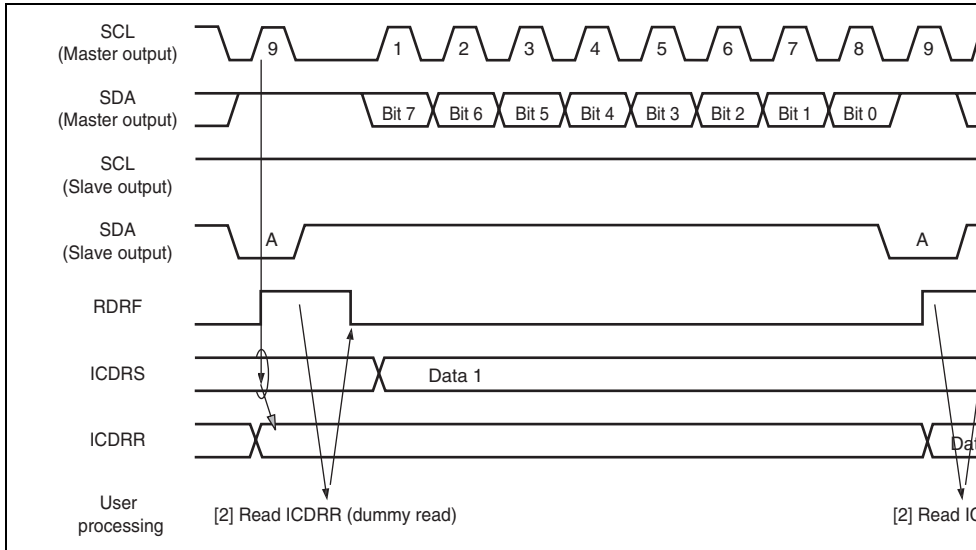 SCL
(Master output)
9
1
2
3
4
5
6
7
8
9
SDA
(Master output)
Bit 7
Bit 6
Bit 5
Bit 4
Bit 3
Bit 2
Bit 1
Bit 0
SCL
(Slave output)
SDA
(Slave output)
A
A
RDRF
ICDRS
Data 1
ICDRR
User
processing
[2] Read ICDRR (dummy read)
[2] Read